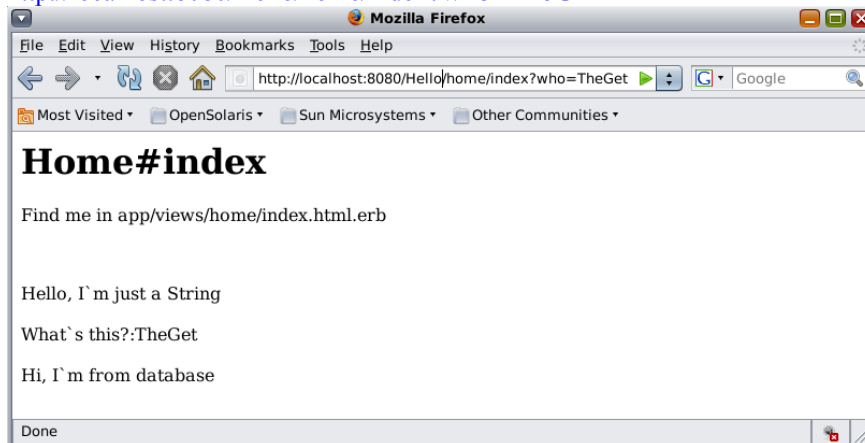 Mozilla Firefox
File Edit View History Bookmarks Tools Help
http://localhost:8080/Hello/home/index?who=TheGet G Google
Most Visited OpenSolaris Sun Microsystems Other Communities
Home#index
Find me in app/views/home/index.html.erb
Hello, I`m just a String
What`s this?:TheGet
Hi, I`m from database
Done